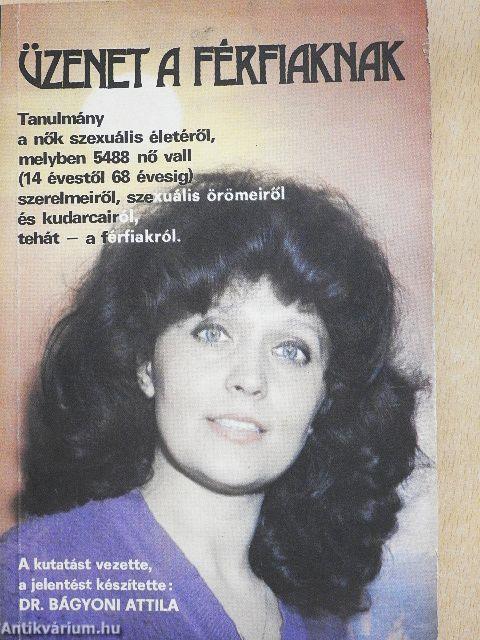 ÜZENET A FÉRFIAKNAK
Tanulmány
a nők szexuális életéről,
melyben 5488 nő vall
(14 évestől 68 évesig)
szerelmeiről, szexuális örömeiről
és kudarcairól,
tehát – a férfiakról.
A kutatást vezette,
a jelentést készítette:
DR. BÁGYONI ATTILA
Antikvárium.hu